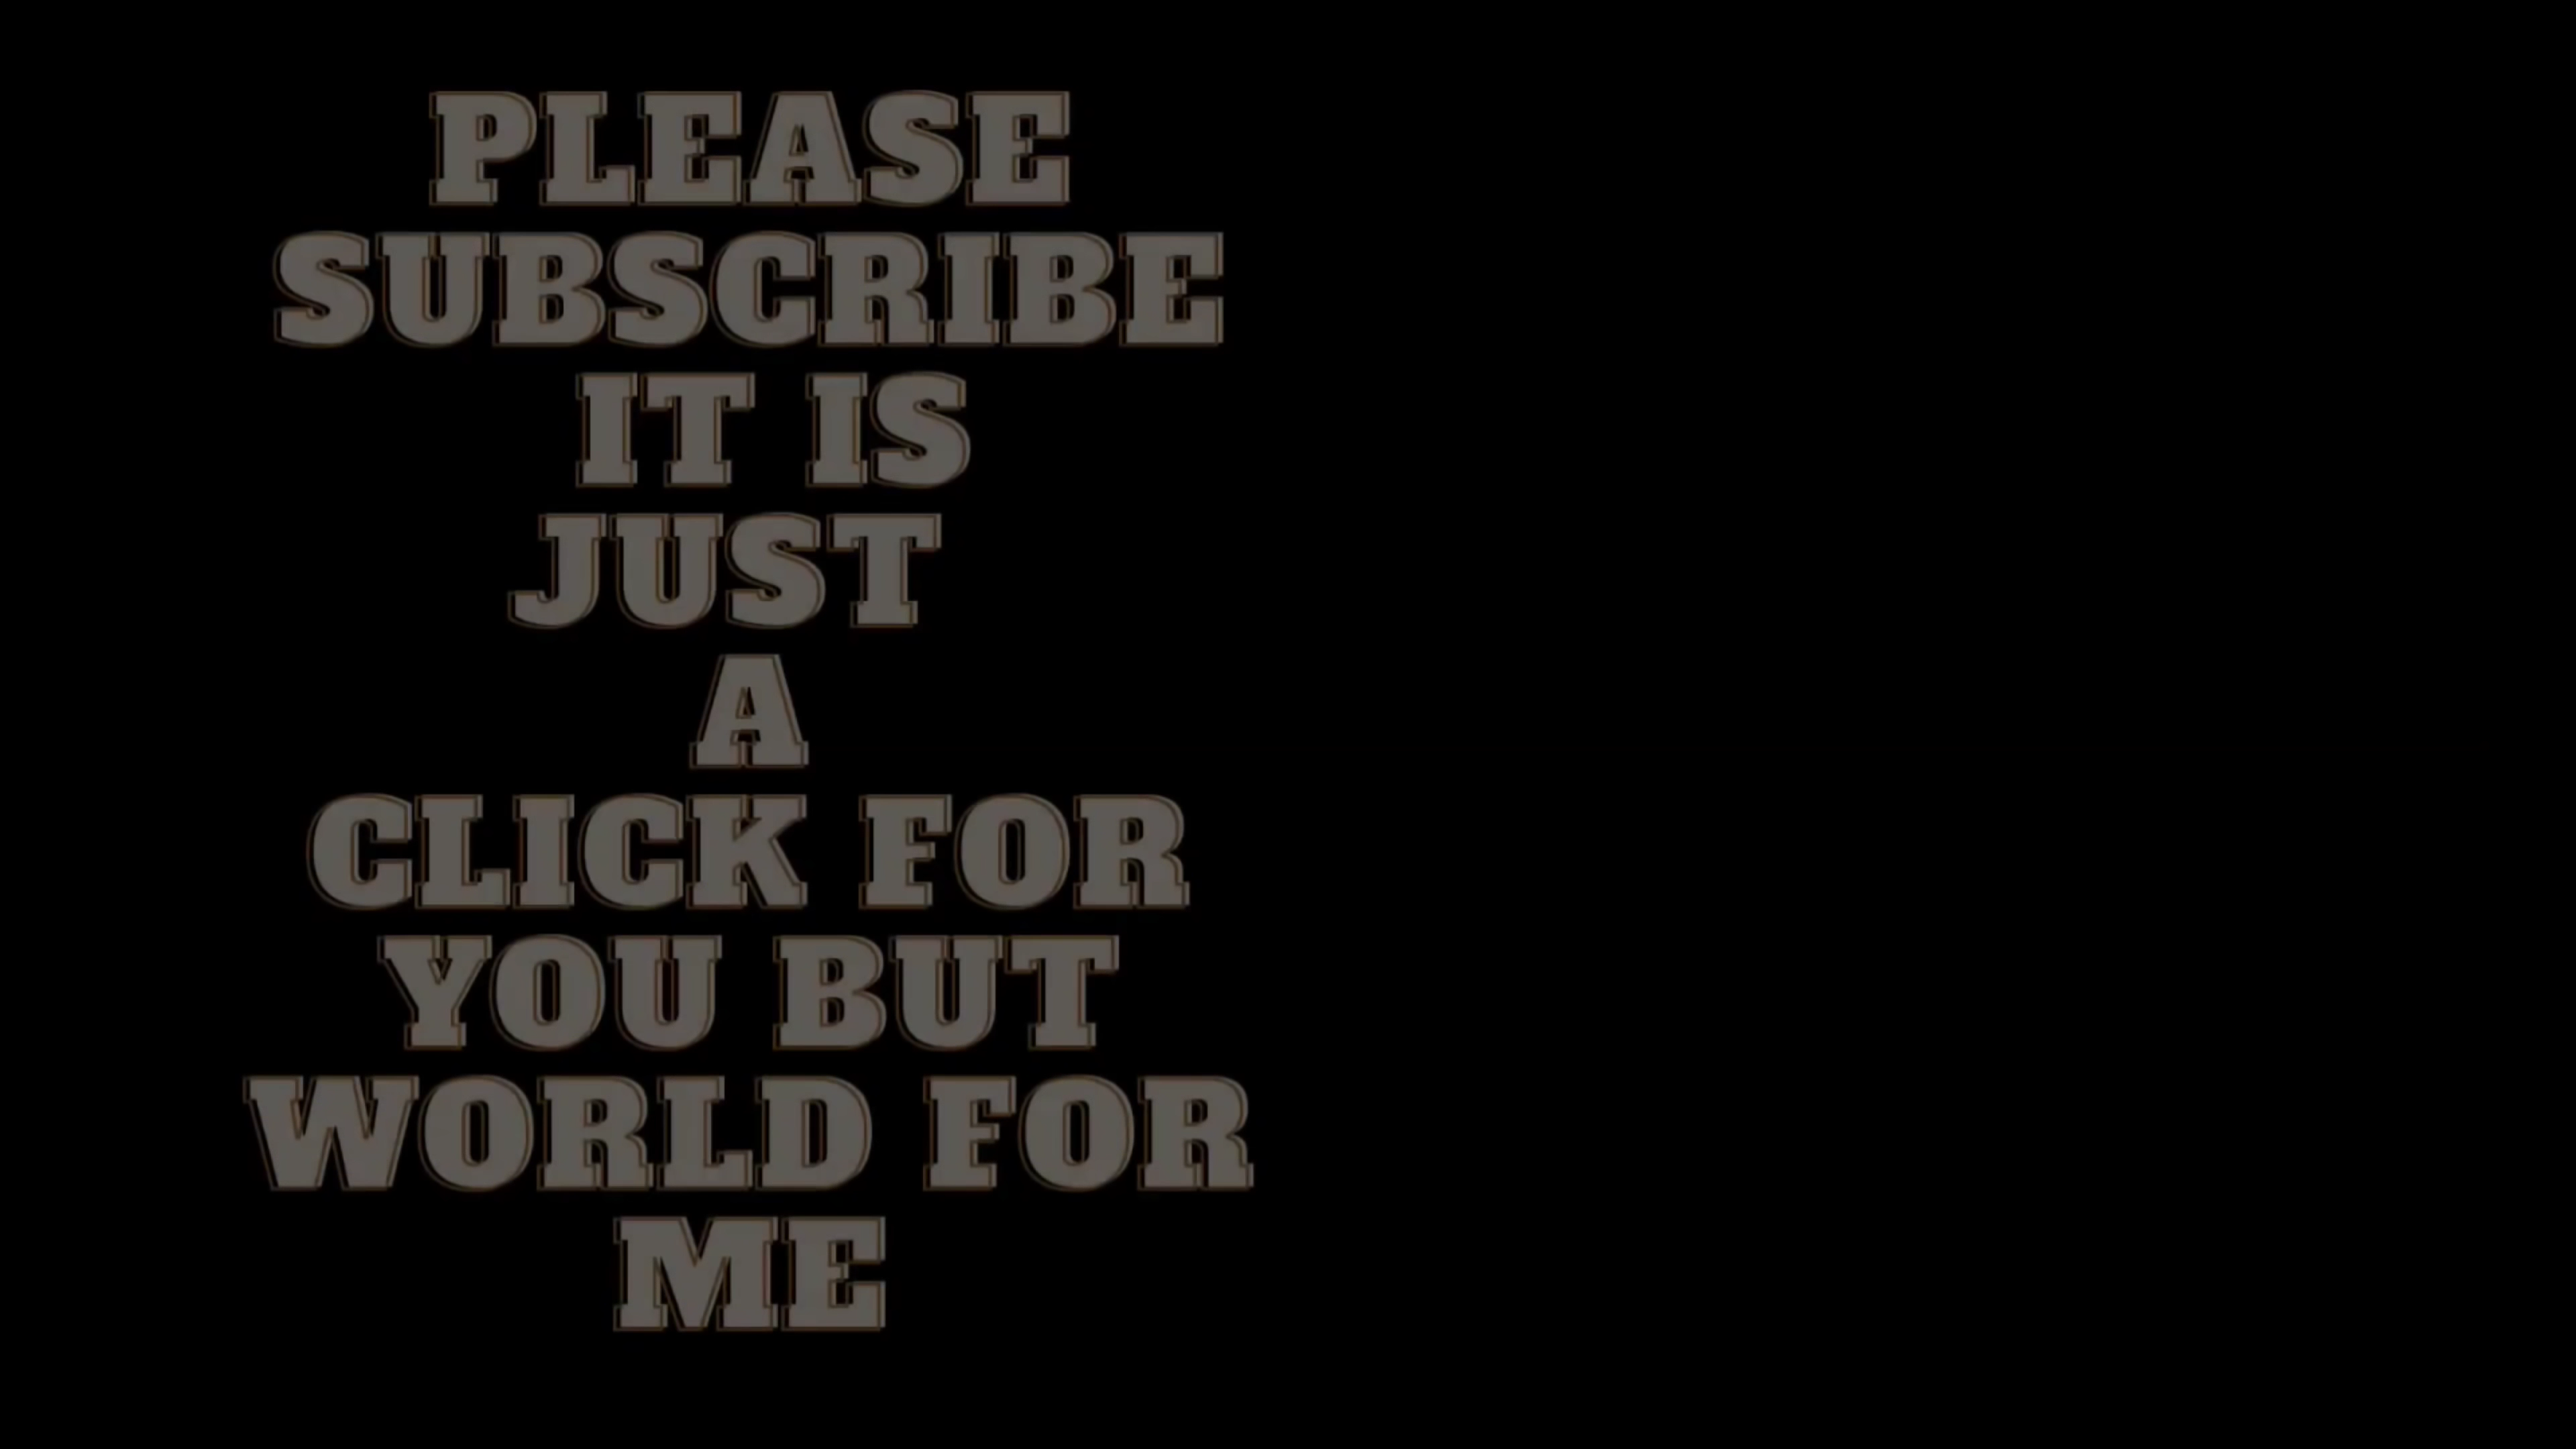 PLEASE
SUBSCRIBE
IT IS
JUST
A
CLICK FOR
YOU BUT
WORLD FOR
ME